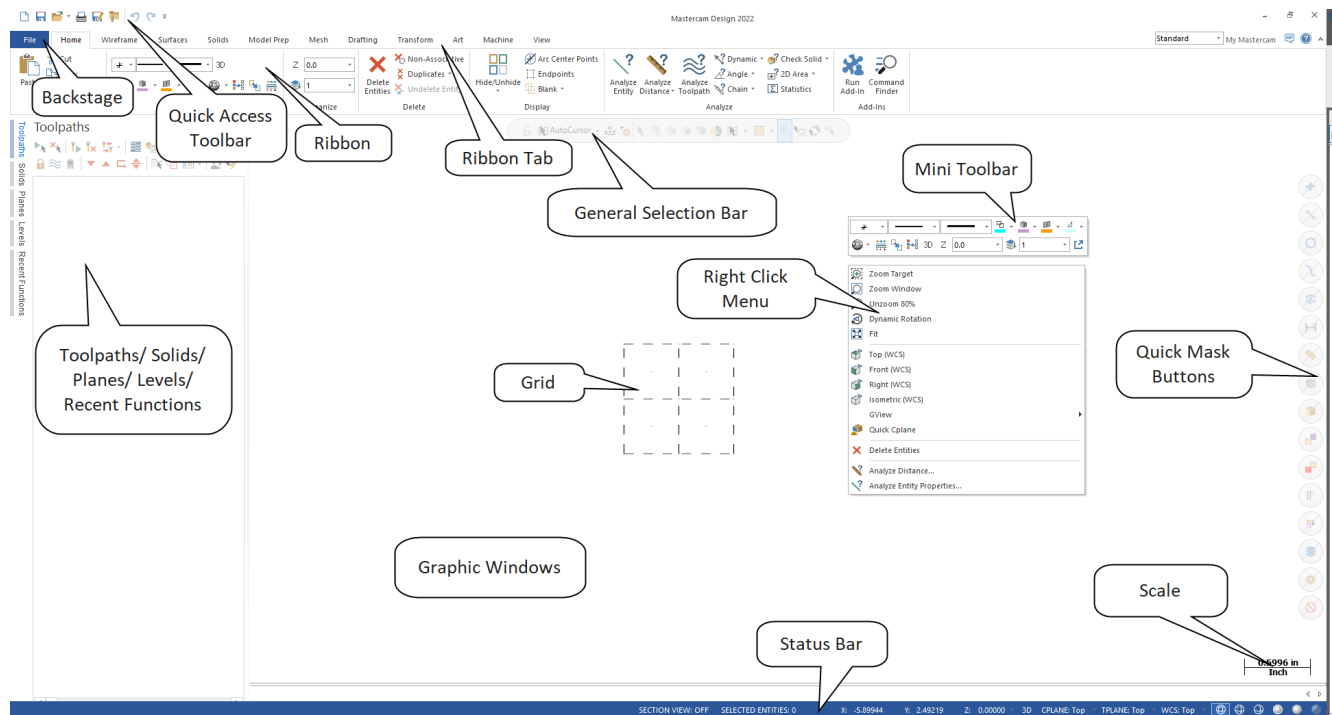 Mastercam Design 2022
File Home Wireframe Surfaces Solids Model Prep Mesh Drafting Transform Art Machine View
Standard My Mastercam
Cut
3D
Z 0.0
1
Delete Entities
Non-Associative
Duplicates
Undelete Entit
Delete
Hide/Unhide
Arc Center Points
Endpoints
Blank
Display
Analyze Entity
Analyze Distance
Analyze Toolpath
Dynamic
Angle
Chain
Check Solid
2D Area
Statistics
Analyze
Run Add-In
Command Finder
Add-Ins
Backstage
Quick Access
Toolbar
Ribbon
Ribbon Tab
General Selection Bar
AutoCursor
Toolpaths
Toolpaths Solids Planes Levels Recent Functions
Toolpaths/ Solids/
Planes/ Levels/
Recent Functions
Mini Toolbar
3D Z 0.0 1
Right Click
Menu
Zoom Target
Zoom Window
Unzoom 80%
Dynamic Rotation
Fit
Top (WCS)
Front (WCS)
Right (WCS)
Isometric (WCS)
GView
Quick Cplane
Delete Entities
Analyze Distance...
Analyze Entity Properties...
Grid
Quick Mask
Buttons
Graphic Windows
Scale
Status Bar
0.5996 in
Inch
SECTION VIEW: OFF SELECTED ENTITIES: 0 X: -5.89944 Y: 2.49219 Z: 0.00000 3D CPLANE: Top TPLANE: Top WCS: Top